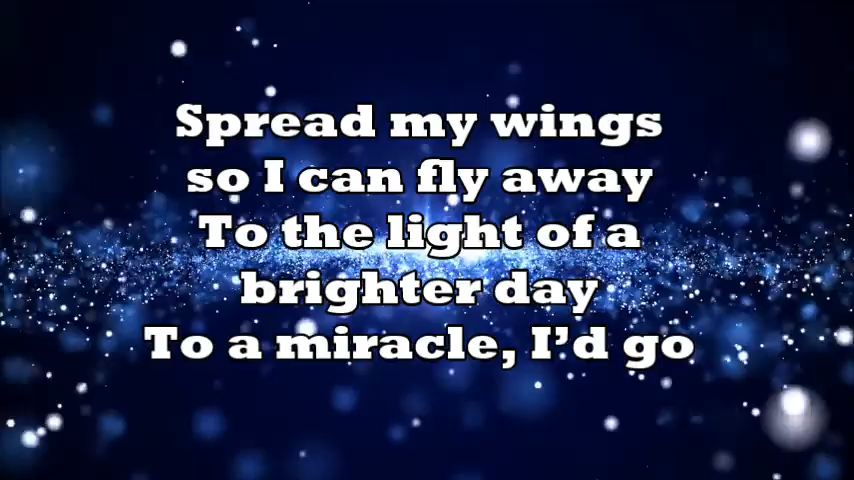 Spread my wings
so I can fly away
To the light of a
brighter day
To a miracle, I’d go